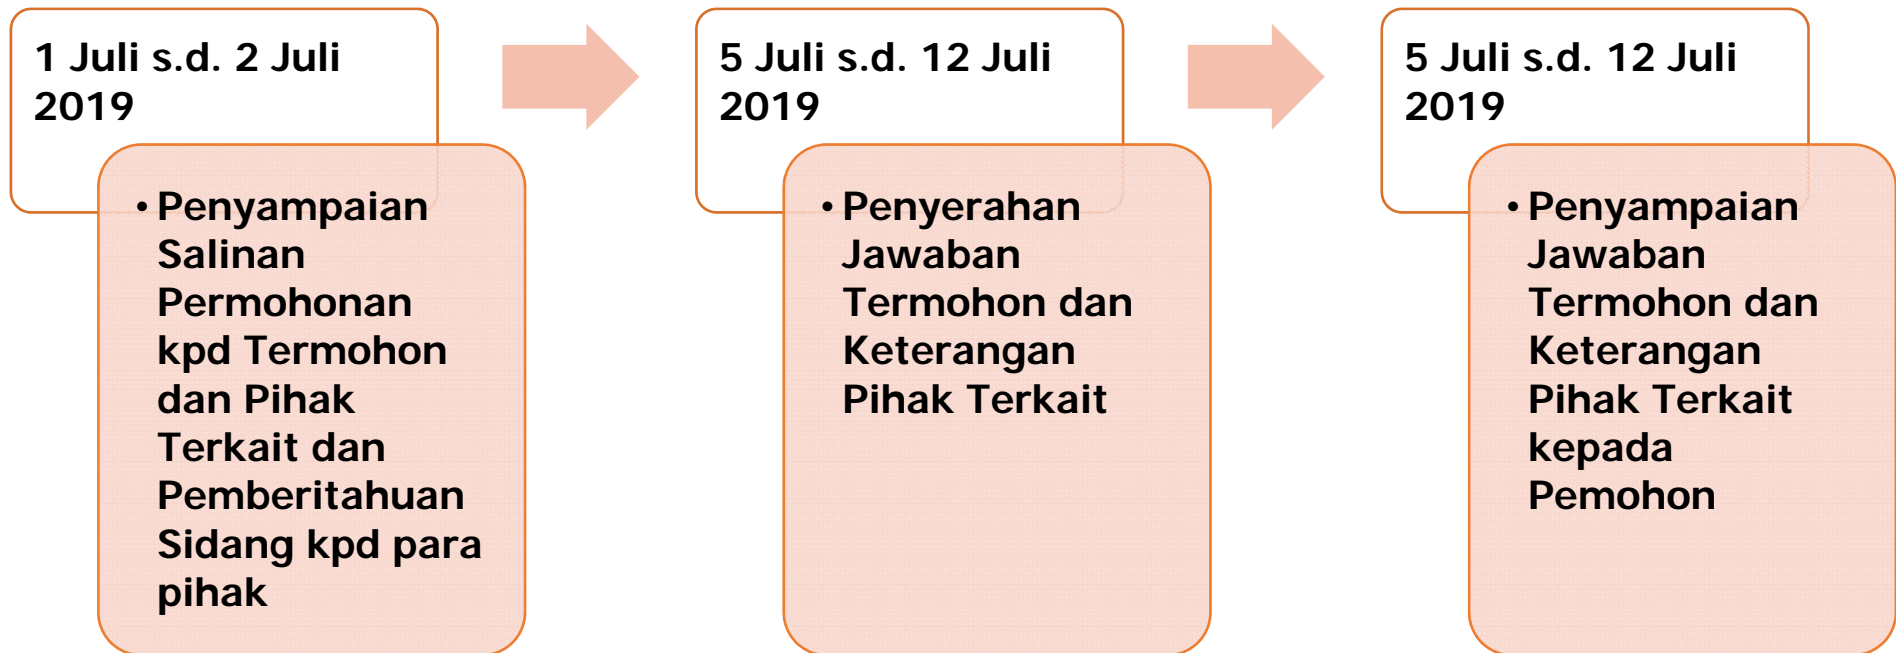 1 Juli s.d. 2 Juli
2019
• Penyampaian
Salinan
Permohonan
kpd Termohon
dan Pihak
Terkait dan
Pemberitahuan
Sidang kpd para
pihak
5 Juli s.d. 12 Juli
2019
• Penyerahan
Jawaban
Termohon dan
Keterangan
Pihak Terkait
5 Juli s.d. 12 Juli
2019
• Penyampaian
Jawaban
Termohon dan
Keterangan
Pihak Terkait
kepada
Pemohon